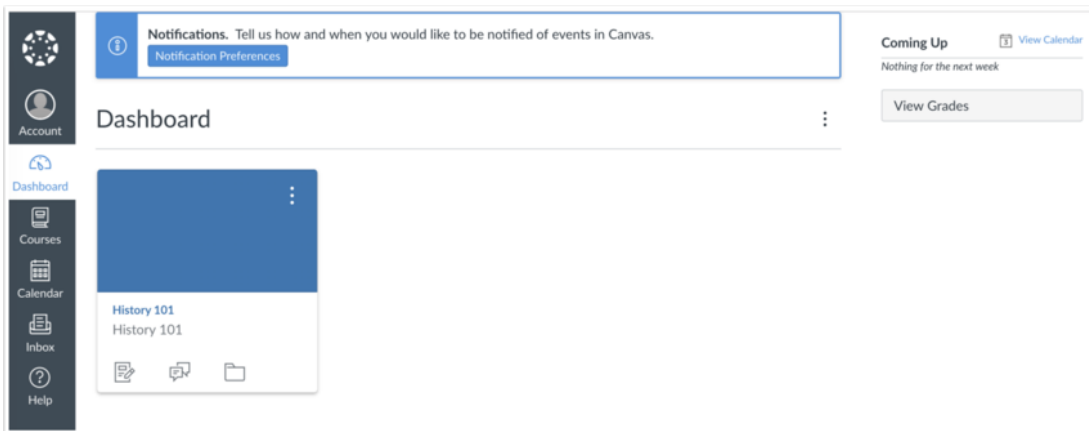 Account
Dashboard
Courses
Calendar
Inbox
Help
Notifications. Tell us how and when you would like to be notified of events in Canvas.
Notification Preferences
Dashboard
History 101
History 101
Coming Up
3 View Calendar
Nothing for the next week
View Grades